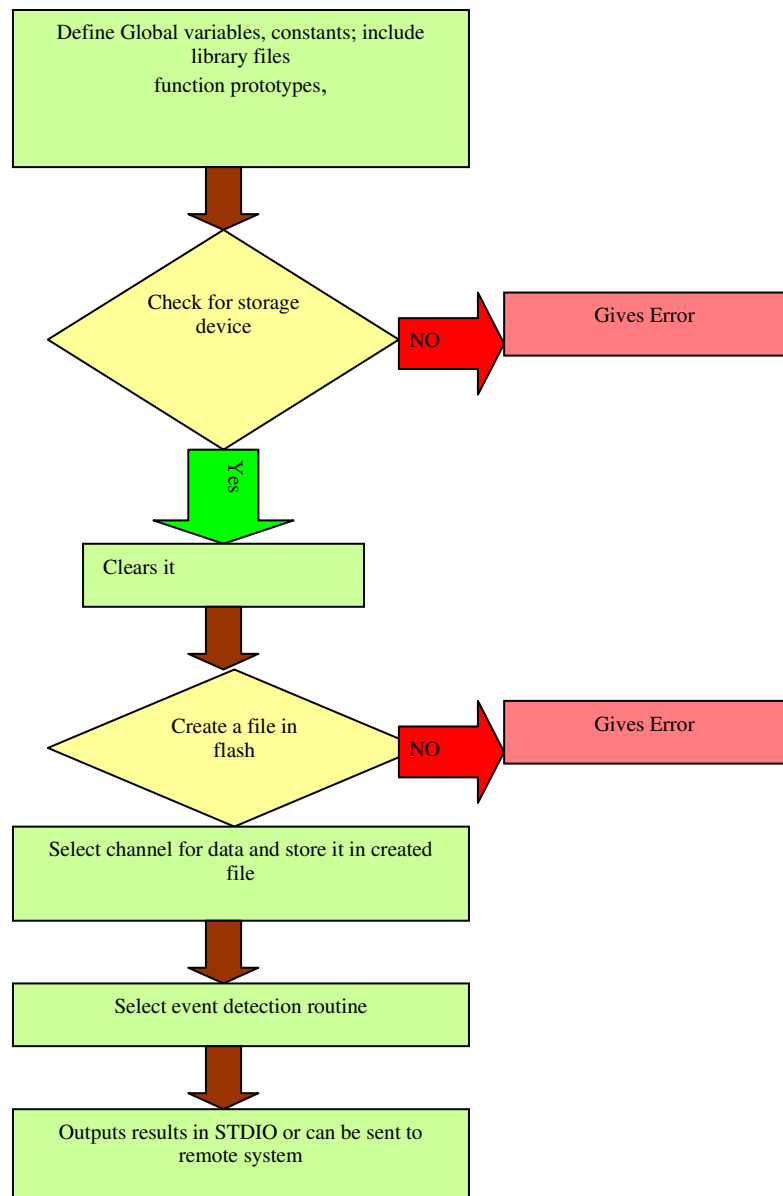 Define Global variables, constants; include
library files
function prototypes,
Check for storage
device
NO
Gives Error
Yes
Clears it
Create a file in
flash
NO
Gives Error
Select channel for data and store it in created
file
Select event detection routine
Outputs results in STDIO or can be sent to
remote system